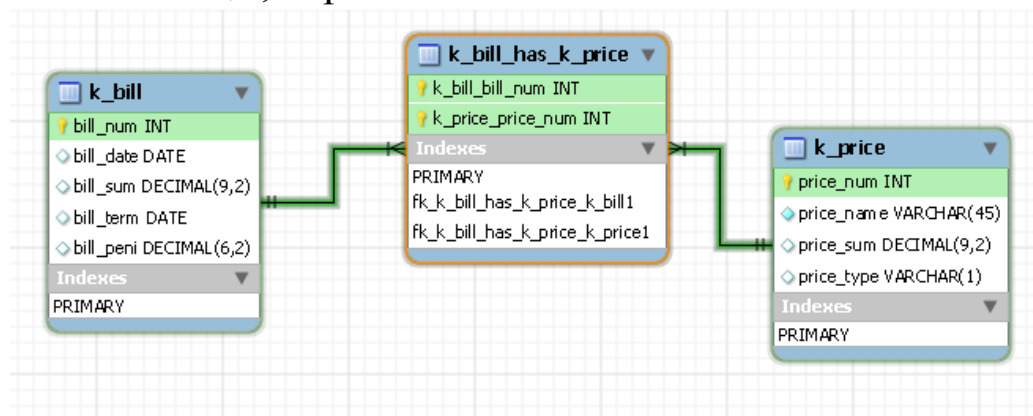 k_bill
bill_num INT
bill_date DATE
bill_sum DECIMAL(9,2)
bill_term DATE
bill_peni DECIMAL(6,2)
Indexes
PRIMARY
k_bill_has_k_price
k_bill_bill_num INT
k_price_price_num INT
Indexes
PRIMARY
fk_k_bill_has_k_price_k_bill1
fk_k_bill_has_k_price_k_price1
k_price
price_num INT
price_name VARCHAR(45)
price_sum DECIMAL(9,2)
price_type VARCHAR(1)
Indexes
PRIMARY